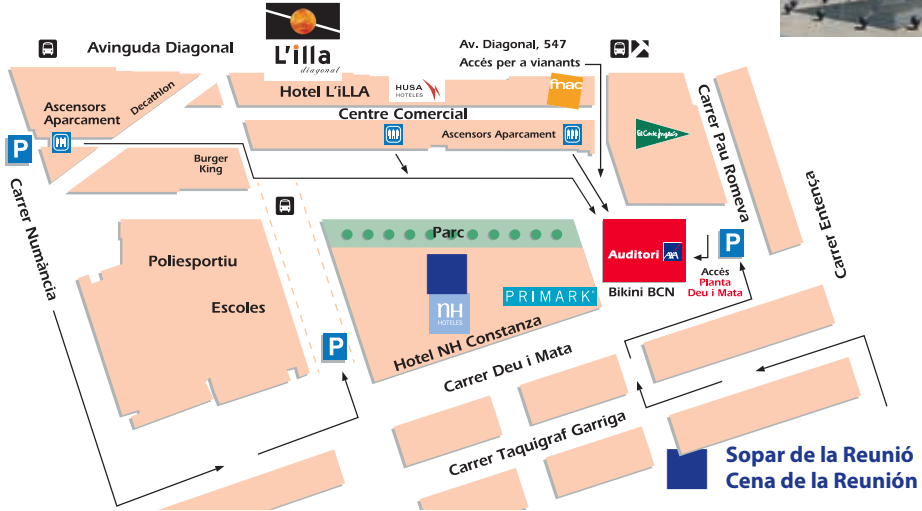 Avinguda Diagonal
L'illa
diagonal
Av. Diagonal, 547
Accés per a vianants
Hotel L'iLLA
HUSA
HOTELES
fnac
Decathlon
Ascensors
Aparcament
Centre Comercial
Ascensors Aparcament
El Corte Inglés
Carrer Pau Romeva
Carrer Entença
P
Burger
King
Carrer Numància
Parc
Poliesportiu
Escoles
nH
HOTELES
PRIMARK
Auditori AXA
Bikini BCN
P
Accés
Planta
Deu i Mata
P
Hotel NH Constanza
Carrer Deu i Mata
Carrer Taquigraf Garriga
Sopar de la Reunió
Cena de la Reunión